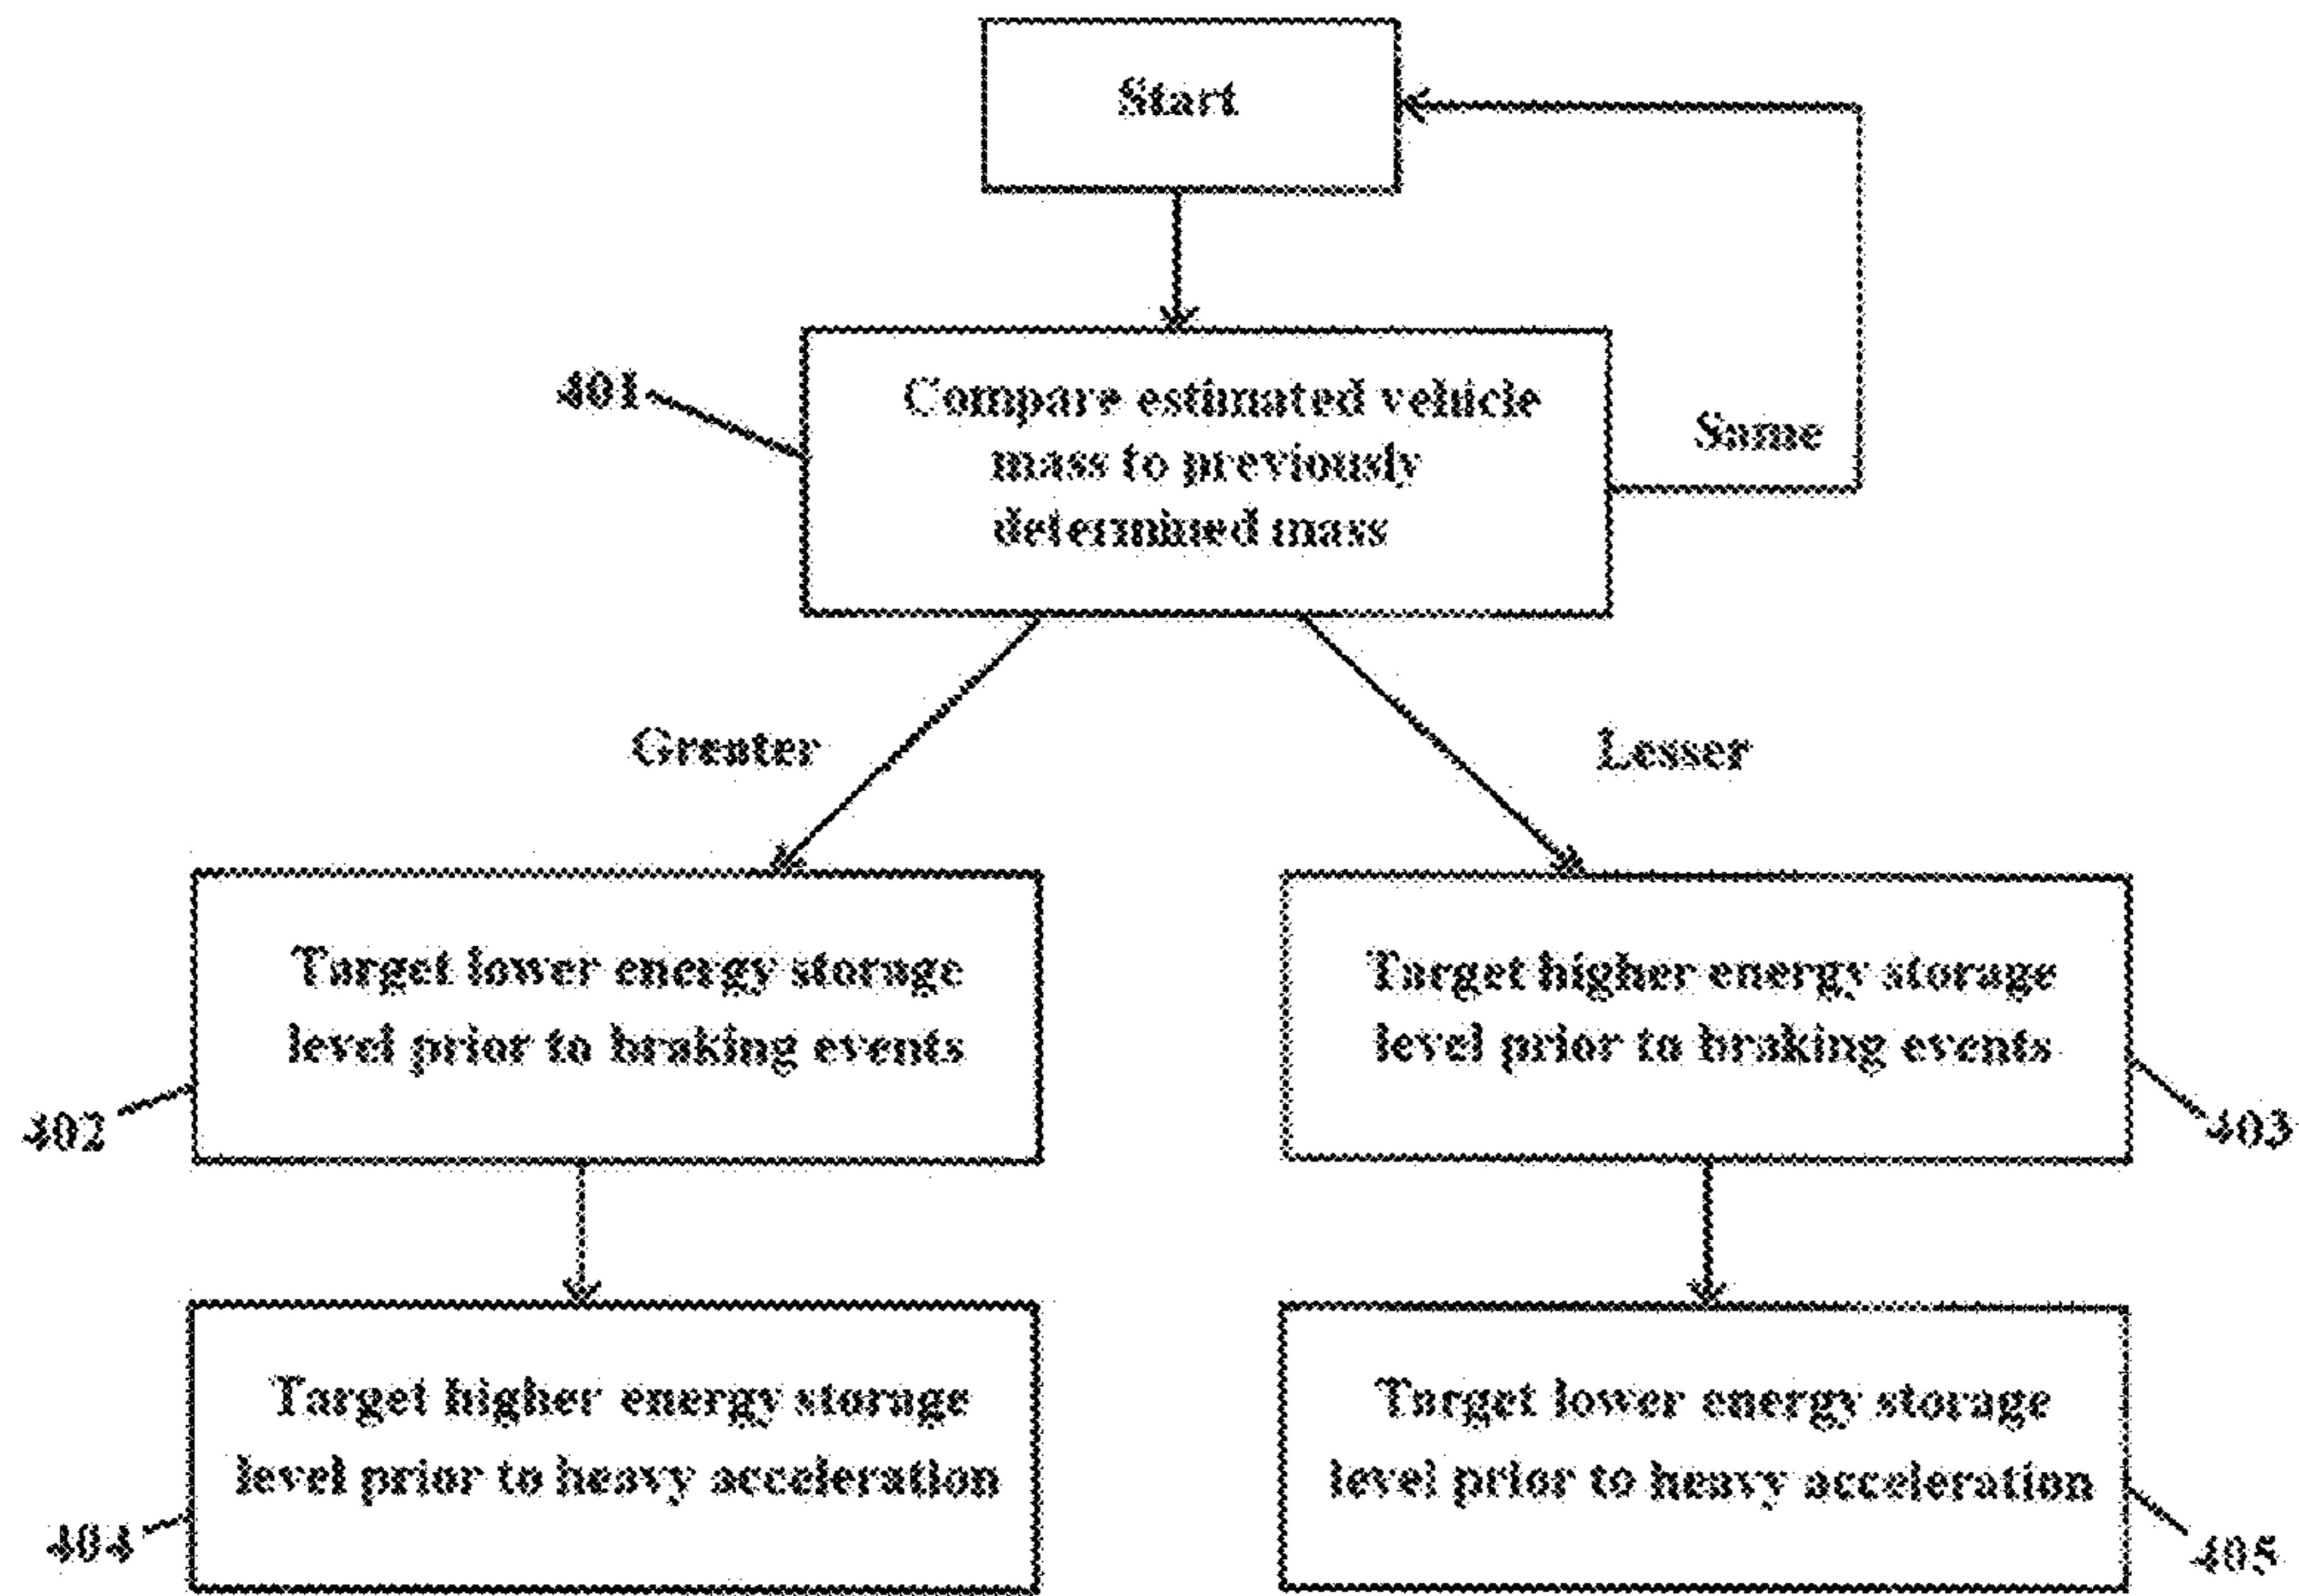 Start
401
Compare estimated vehicle
mass to previously
determined mass
Same
Greater
Lesser
Target lower energy storage
level prior to braking events
402
Target higher energy storage
level prior to braking events
403
Target higher energy storage
level prior to heavy acceleration
404
Target lower energy storage
level prior to heavy acceleration
405